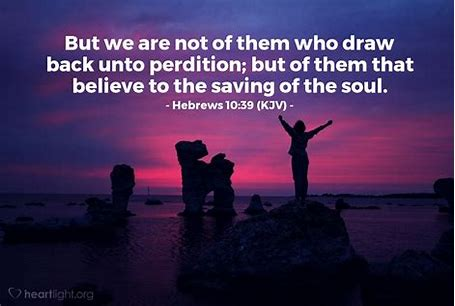 But we are not of them who draw
back unto perdition; but of them that
believe to the saving of the soul.
- Hebrews 10:39 (KJV) -
heartlight.org